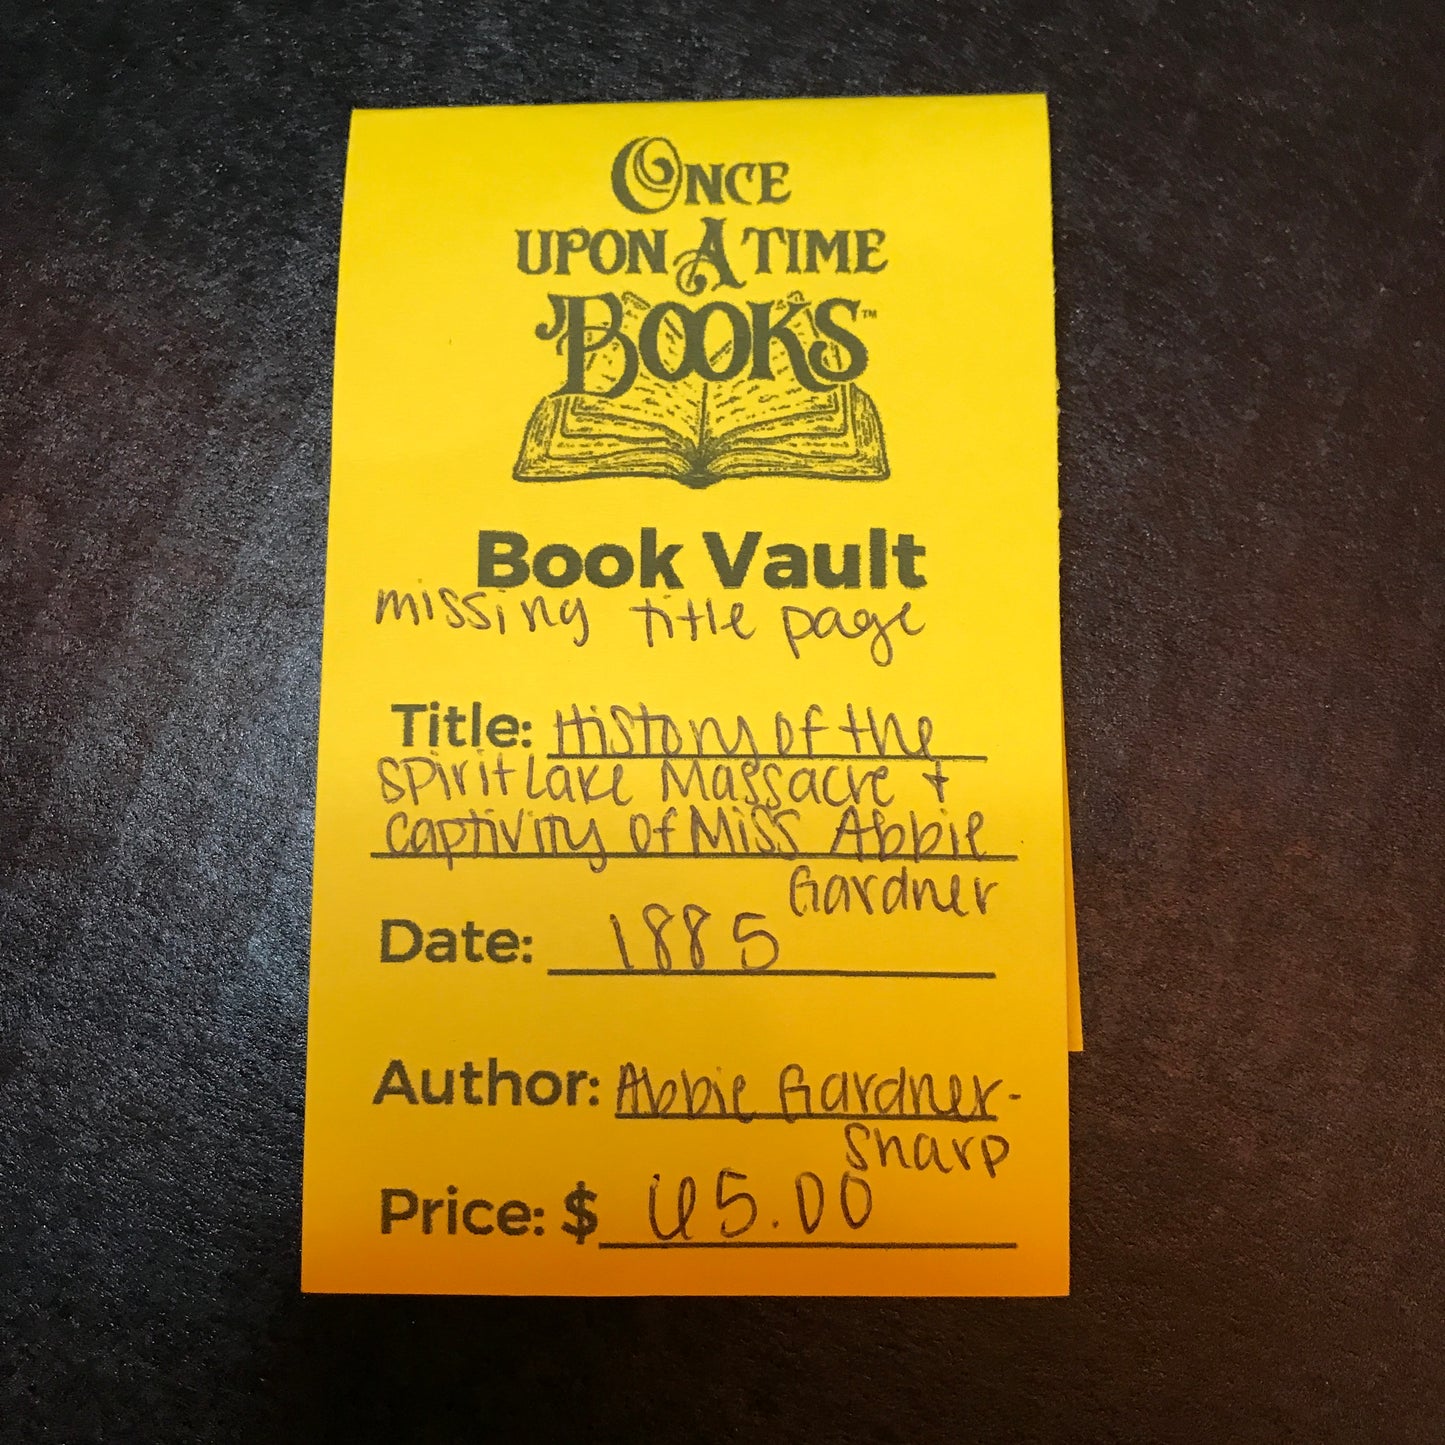 ONCE
UPON A TIME
BOOKS™
Book Vault
missing title page
Title: History of the
Spirit Lake Massacre +
captivity of Miss Abbie
Gardner
Date: 1885
Author: Abbie Gardner-
Sharp
Price: $ 65.00